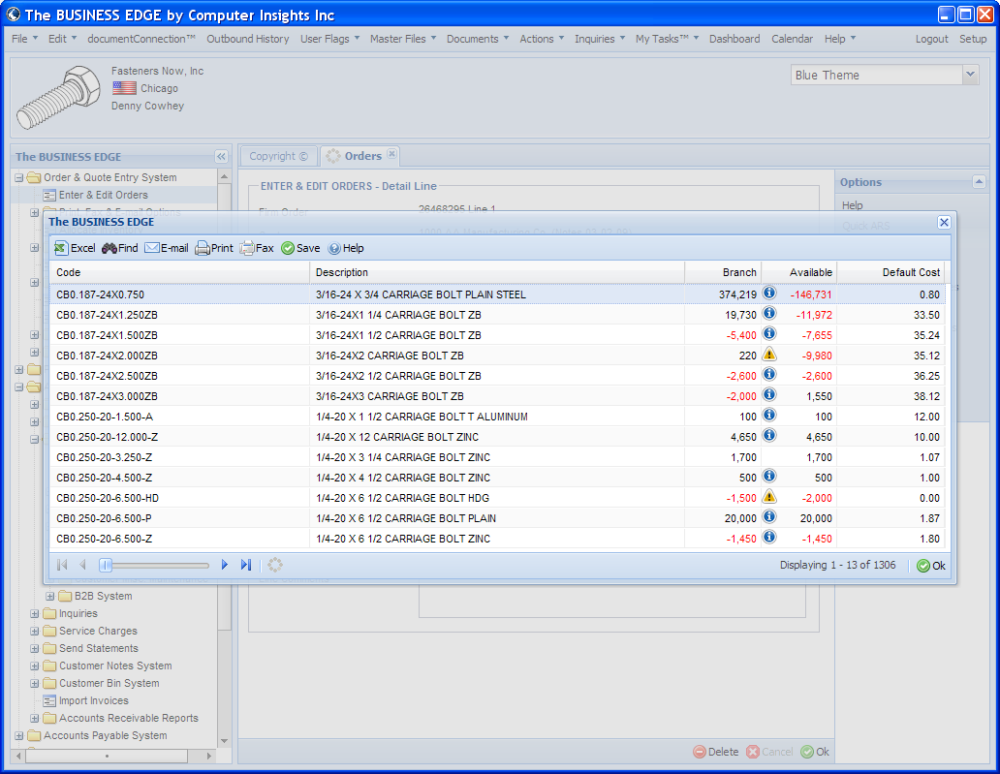 The BUSINESS EDGE by Computer Insights Inc
File Edit documentConnection™ Outbound History User Flags Master Files Documents Actions Inquiries My Tasks™ Dashboard Calendar Help Logout Setup
Fasteners Now, Inc
Chicago
Denny Cowhey
Blue Theme
The BUSINESS EDGE
Copyright © Orders
Order & Quote Entry System
Enter & Edit Orders
Print, Fax & E-mail Options
ENTER & EDIT ORDERS - Detail Line
Firm Order 26468295 Line 1
Options
Help
Quick ARS
The BUSINESS EDGE
Excel Find E-mail Print Fax Save Help
Code Description Branch Available Default Cost
CB0.187-24X0.750 3/16-24 X 3/4 CARRIAGE BOLT PLAIN STEEL 374,219 -146,731 0.80
CB0.187-24X1.250ZB 3/16-24X1 1/4 CARRIAGE BOLT ZB 19,730 -11,972 33.50
CB0.187-24X1.500ZB 3/16-24X1 1/2 CARRIAGE BOLT ZB -5,400 -7,655 35.24
CB0.187-24X2.000ZB 3/16-24X2 CARRIAGE BOLT ZB 220 -9,980 35.12
CB0.187-24X2.500ZB 3/16-24X2 1/2 CARRIAGE BOLT ZB -2,600 -2,600 36.25
CB0.187-24X3.000ZB 3/16-24X3 CARRIAGE BOLT ZB -2,000 1,550 38.12
CB0.250-20-1.500-A 1/4-20 X 1 1/2 CARRIAGE BOLT T ALUMINUM 100 100 12.00
CB0.250-20-12.000-Z 1/4-20 X 12 CARRIAGE BOLT ZINC 4,650 4,650 10.00
CB0.250-20-3.250-Z 1/4-20 X 3 1/4 CARRIAGE BOLT ZINC 1,700 1,700 1.07
CB0.250-20-4.500-Z 1/4-20 X 4 1/2 CARRIAGE BOLT ZINC 500 500 1.00
CB0.250-20-6.500-HD 1/4-20 X 6 1/2 CARRIAGE BOLT HDG -1,500 -2,000 0.00
CB0.250-20-6.500-P 1/4-20 X 6 1/2 CARRIAGE BOLT PLAIN 20,000 20,000 1.87
CB0.250-20-6.500-Z 1/4-20 X 6 1/2 CARRIAGE BOLT ZINC -1,450 -1,450 1.80
Displaying 1 - 13 of 1306 Ok
B2B System
Inquiries
Service Charges
Send Statements
Customer Notes System
Customer Bin System
Import Invoices
Accounts Receivable Reports
Accounts Payable System
Delete Cancel Ok